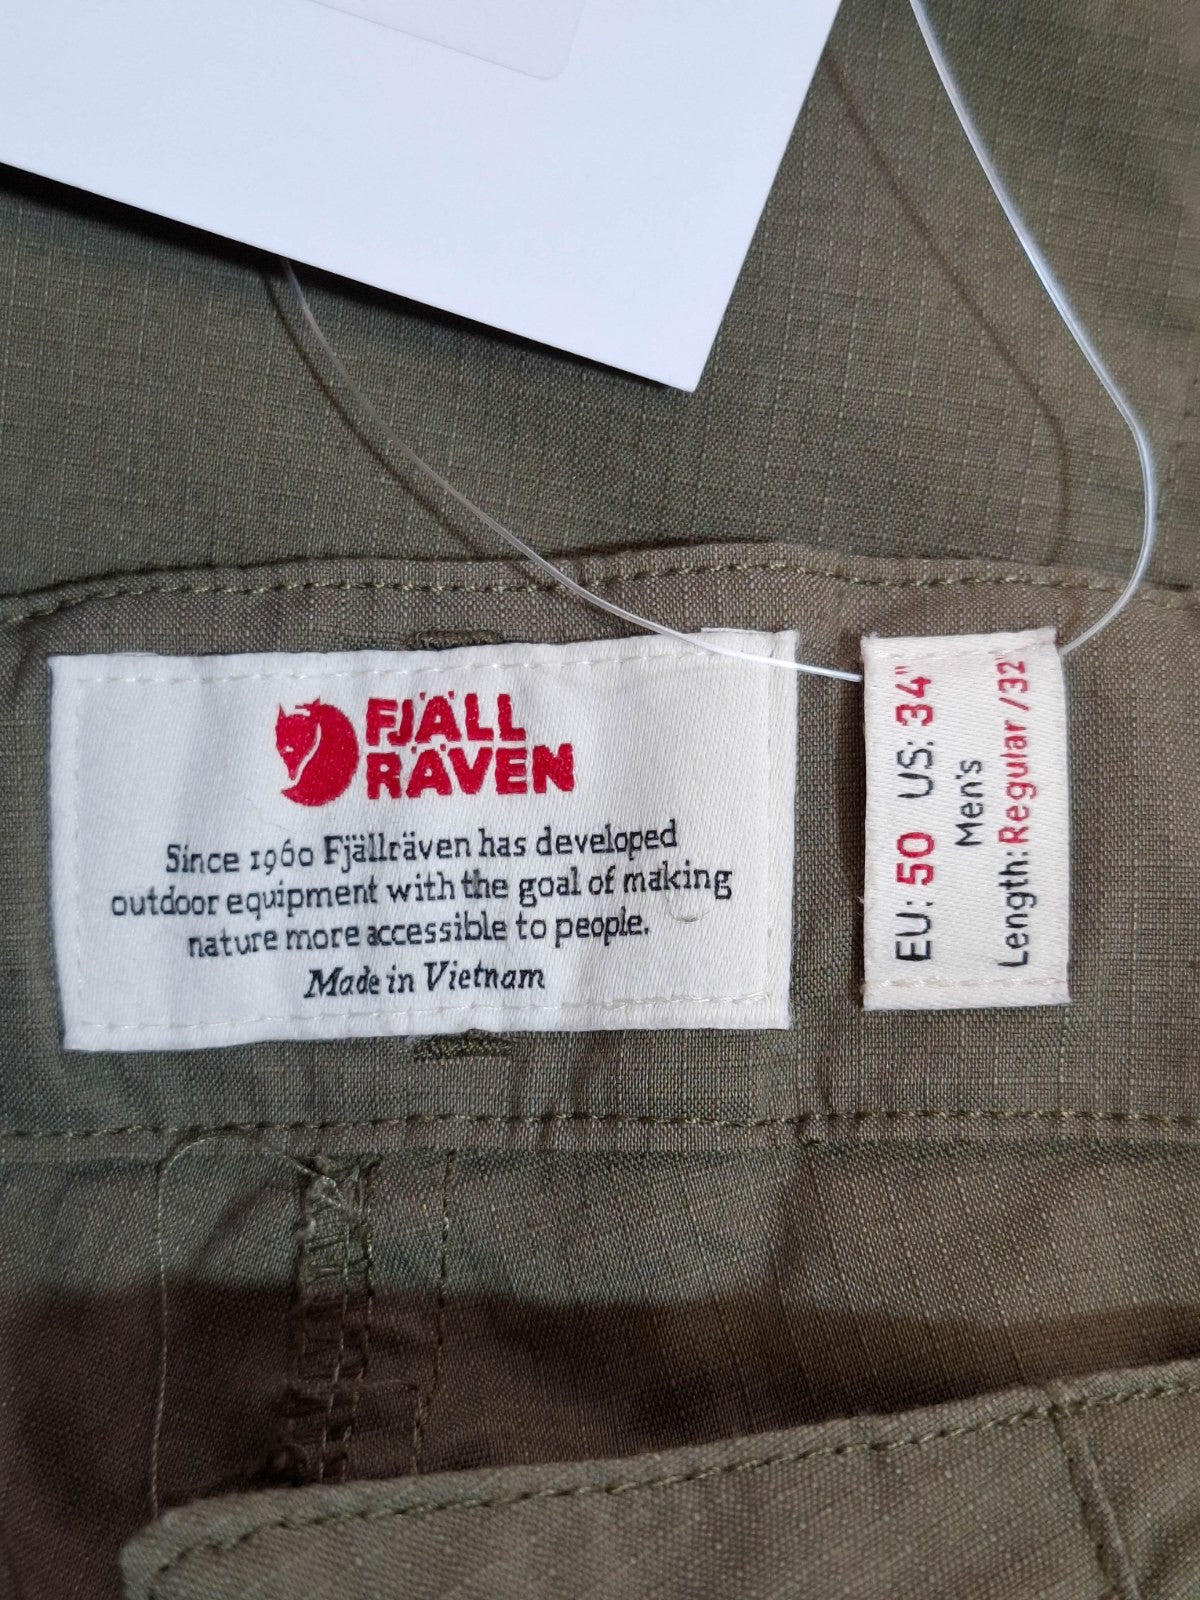 FJÄLL
RÄVEN
Since 1960 Fjällräven has developed
outdoor equipment with the goal of making
nature more accessible to people.
Made in Vietnam
EU: 50 US: 34"
Men's
Length: Regular /32"